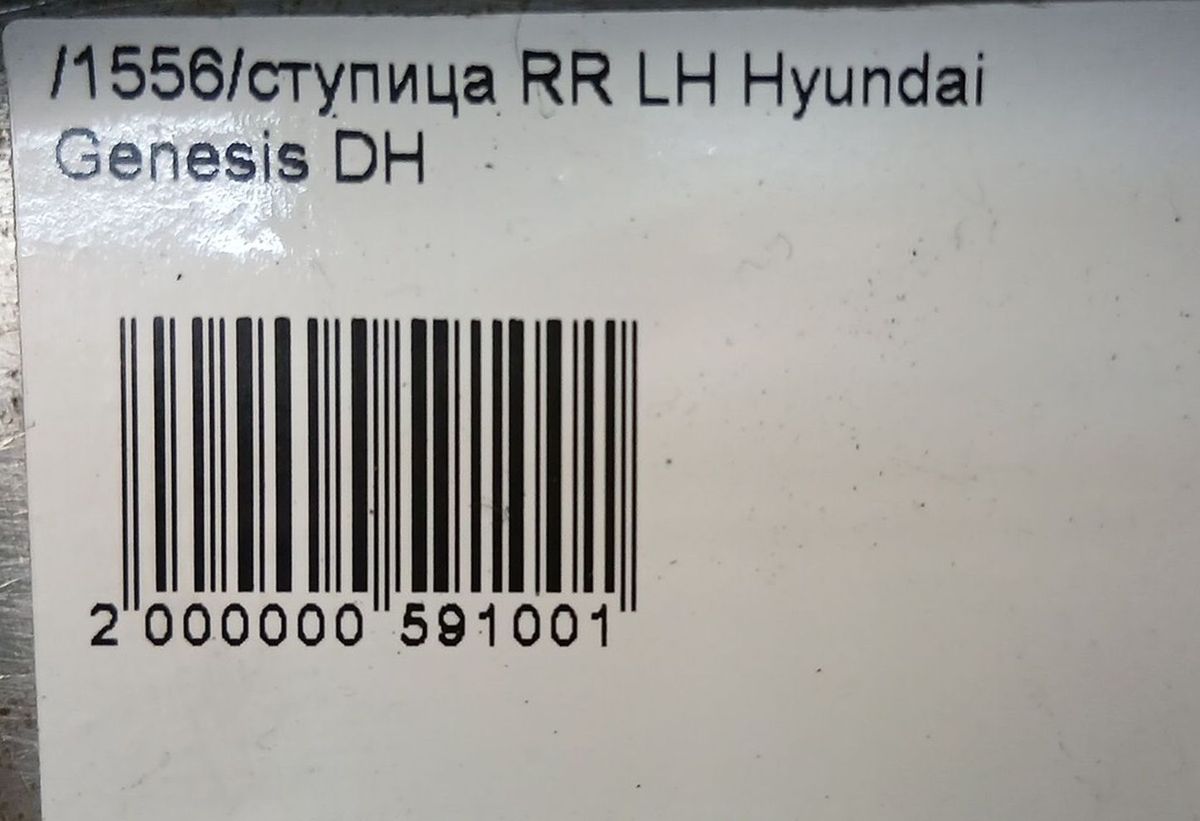 /1556/ступица RR LH Hyundai
Genesis DH
2 000000 591001